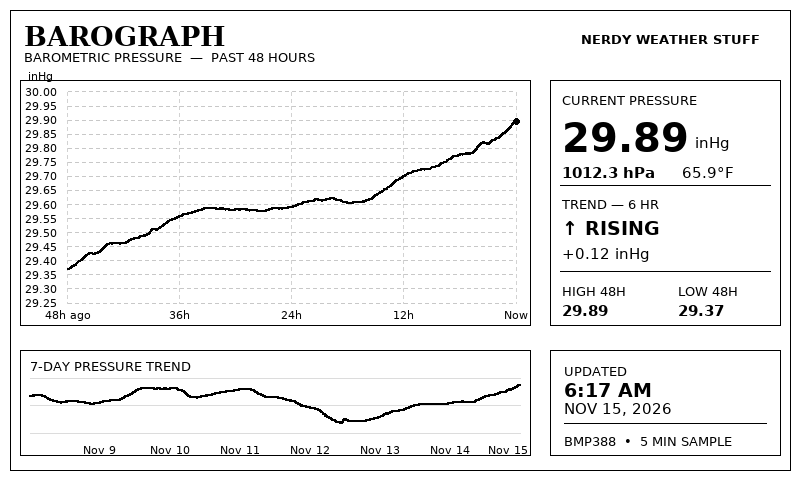 BAROGRAPH
BAROMETRIC PRESSURE — PAST 48 HOURS
NERDY WEATHER STUFF
inHg
30.00
29.95
29.90
29.85
29.80
29.75
29.70
29.65
29.60
29.55
29.50
29.45
29.40
29.35
29.30
29.25
48h ago 36h 24h 12h Now
CURRENT PRESSURE
29.89 inHg
1012.3 hPa 65.9°F
TREND — 6 HR
↑ RISING
+0.12 inHg
HIGH 48H LOW 48H
29.89 29.37
7-DAY PRESSURE TREND
Nov 9 Nov 10 Nov 11 Nov 12 Nov 13 Nov 14 Nov 15
UPDATED
6:17 AM
NOV 15, 2026
BMP388 • 5 MIN SAMPLE